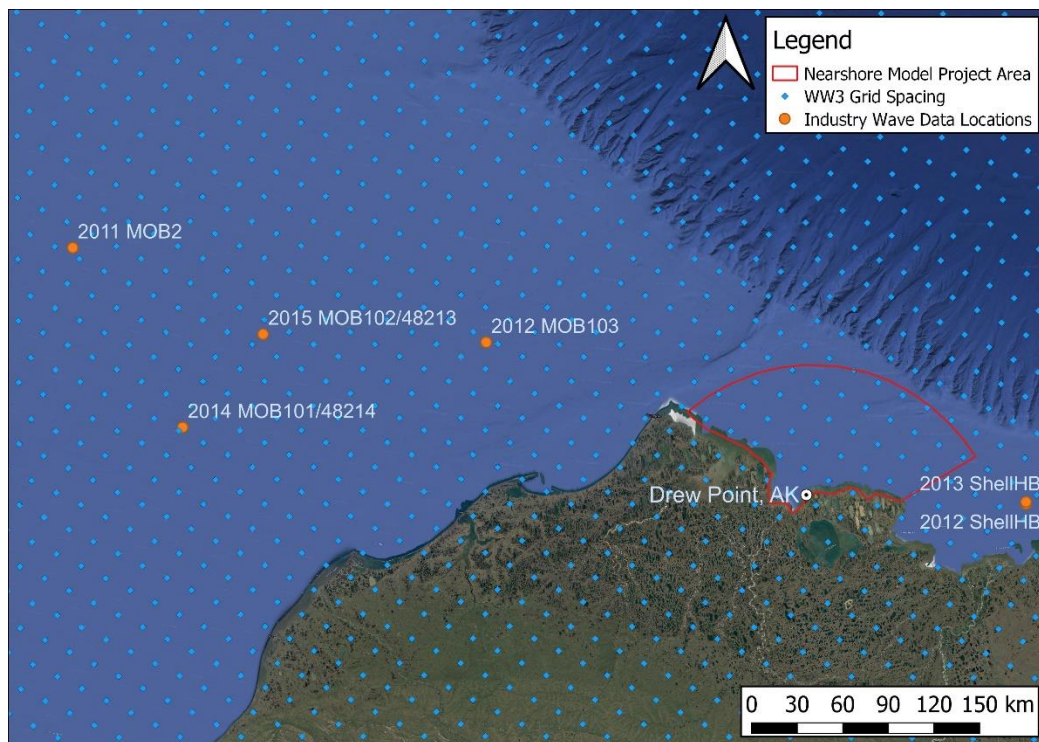 Legend
Nearshore Model Project Area
WW3 Grid Spacing
Industry Wave Data Locations
2011 MOB2
2015 MOB102/48213
2012 MOB103
2014 MOB101/48214
Drew Point, AK
2013 ShellHB
2012 ShellHB
0 30 60 90 120 150 km